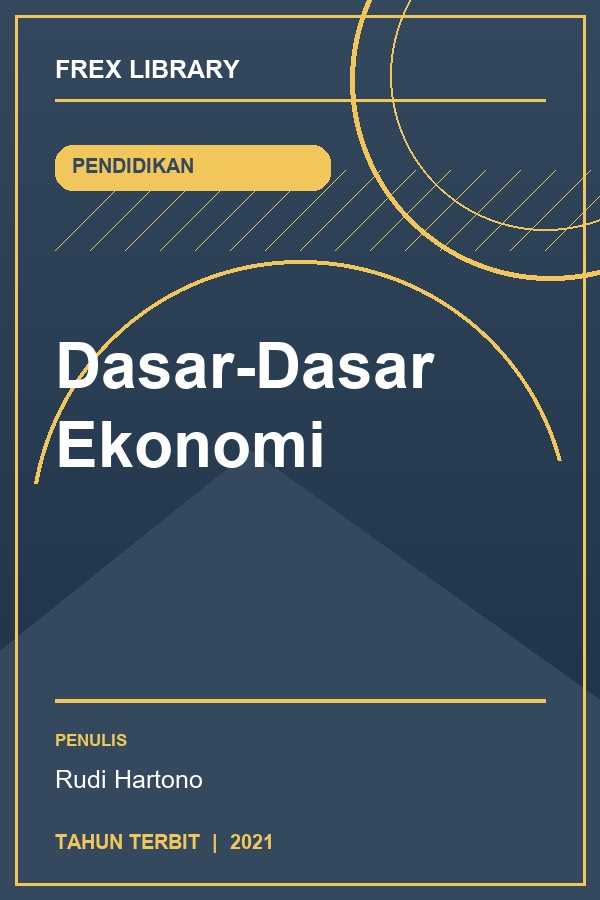 FREX LIBRARY
PENDIDIKAN
Dasar-Dasar
Ekonomi
PENULIS
Rudi Hartono
TAHUN TERBIT | 2021